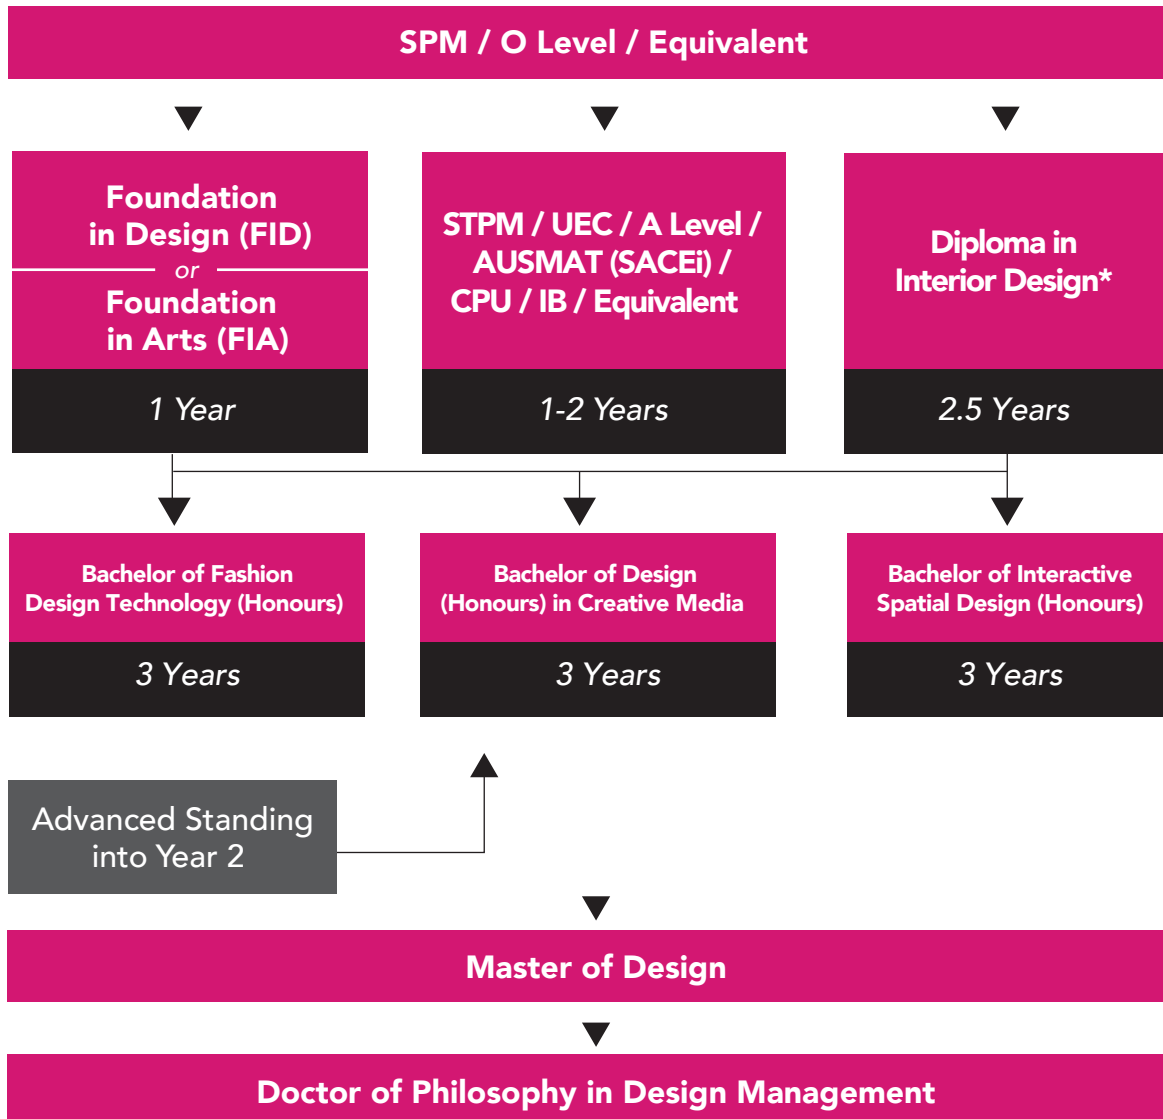 SPM / O Level / Equivalent
Foundation
in Design (FID)
or
Foundation
in Arts (FIA)
1 Year
STPM / UEC / A Level /
AUSMAT (SACEi) /
CPU / IB / Equivalent
1-2 Years
Diploma in
Interior Design*
2.5 Years
Bachelor of Fashion
Design Technology (Honours)
3 Years
Bachelor of Design
(Honours) in Creative Media
3 Years
Bachelor of Interactive
Spatial Design (Honours)
3 Years
Advanced Standing
into Year 2
Master of Design
Doctor of Philosophy in Design Management